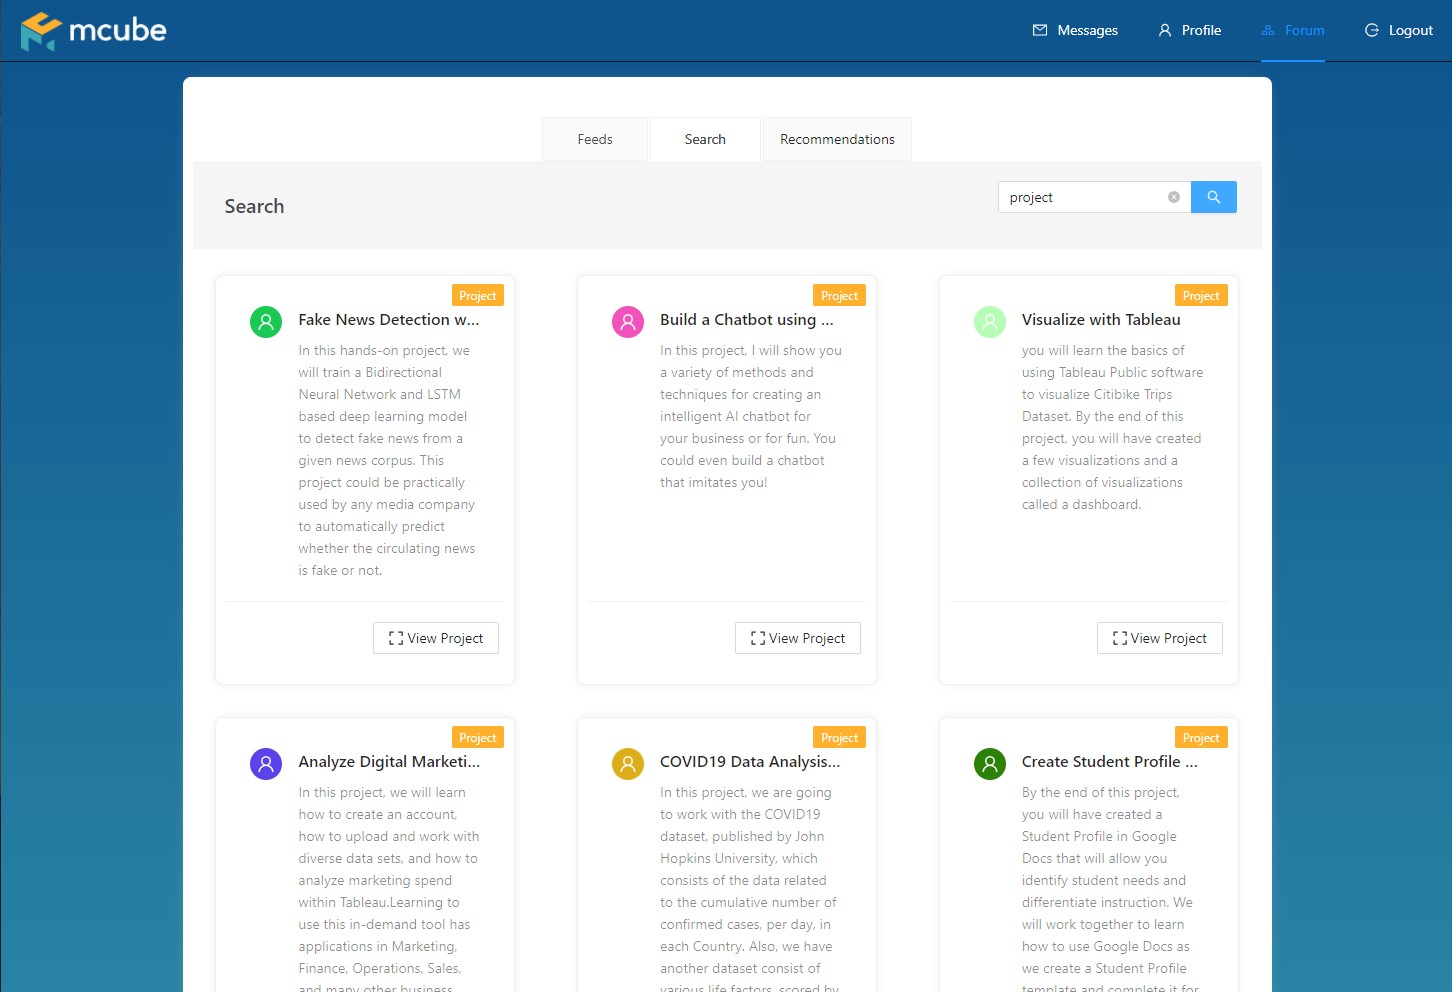 mcube
Messages
Profile
Forum
Logout
Feeds
Search
Recommendations
Search
project
Project
Fake News Detection w...
In this hands-on project, we
will train a Bidirectional
Neural Network and LSTM
based deep learning model
to detect fake news from a
given news corpus. This
project could be practically
used by any media company
to automatically predict
whether the circulating news
is fake or not.
View Project
Project
Build a Chatbot using ...
In this project, I will show you
a variety of methods and
techniques for creating an
intelligent AI chatbot for
your business or for fun. You
could even build a chatbot
that imitates you!
View Project
Project
Visualize with Tableau
you will learn the basics of
using Tableau Public software
to visualize Citibike Trips
Dataset. By the end of this
project, you will have created
a few visualizations and a
collection of visualizations
called a dashboard.
View Project
Project
Analyze Digital Marketi...
In this project, we will learn
how to create an account,
how to upload and work with
diverse data sets, and how to
analyze marketing spend
within Tableau.Learning to
use this in-demand tool has
applications in Marketing,
Finance, Operations, Sales,
and many other business
Project
COVID19 Data Analysis...
In this project, we are going
to work with the COVID19
dataset, published by John
Hopkins University, which
consists of the data related
to the cumulative number of
confirmed cases, per day, in
each Country. Also, we have
another dataset consist of
various life factors, scored by
Project
Create Student Profile ...
By the end of this project,
you will have created a
Student Profile in Google
Docs that will allow you
identify student needs and
differentiate instruction. We
will work together to learn
how to use Google Docs as
we create a Student Profile
template and complete it for